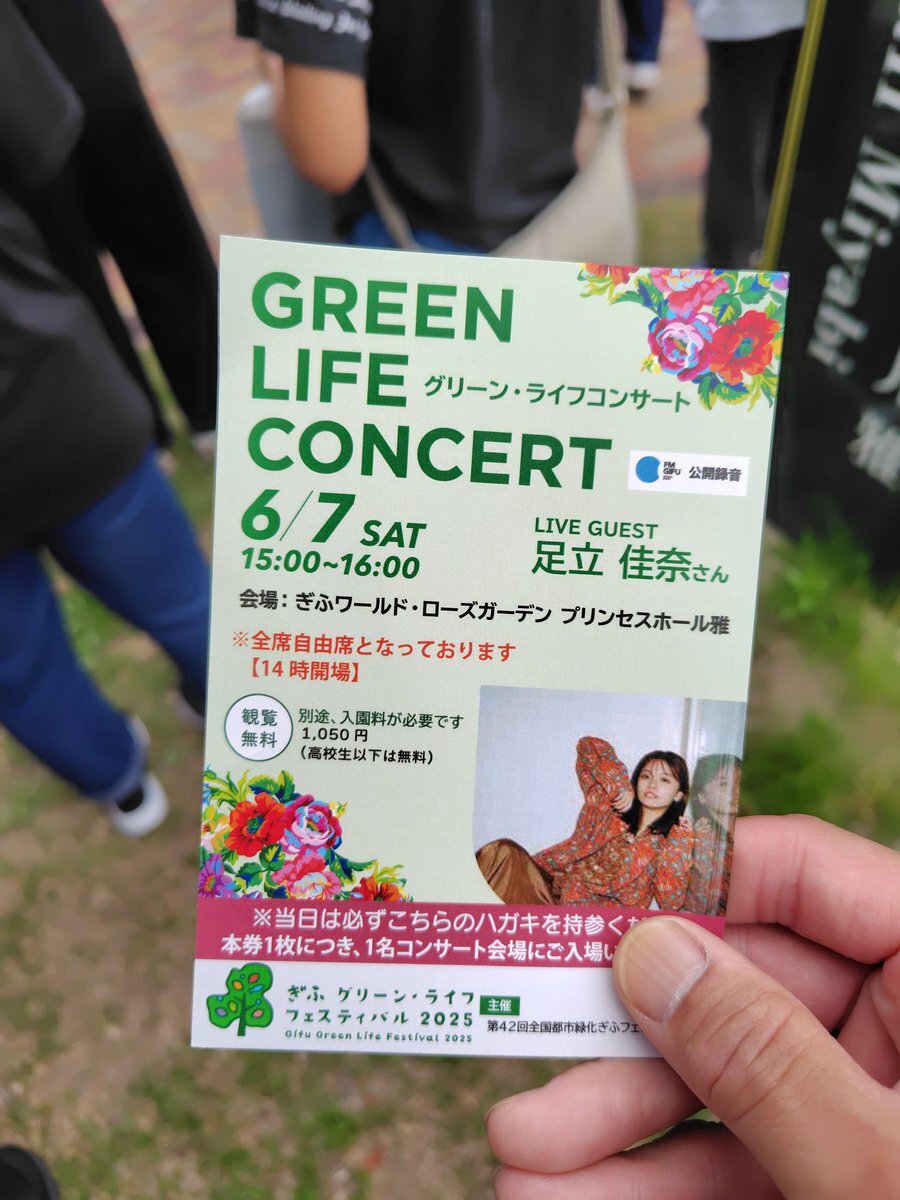 GREEN
LIFE グリーン・ライフコンサート
CONCERT
FM
GIFU
公開録音
6/7 SAT
15:00~16:00
LIVE GUEST
足立 佳奈さん
会場：ぎふワールド・ローズガーデン プリンセスホール雅
※全席自由席となっております
【14時開場】
観覧
無料
別途、入園料が必要です
1,050円
（高校生以下は無料）
※当日は必ずこちらのハガキを持参くだ
本券1枚につき、1名コンサート会場にご入場い
ぎふ グリーン・ライフ
フェスティバル 2025
Gifu Green Life Festival 2025
主催
第42回全国都市緑化ぎふフェ
Miyabi
雅